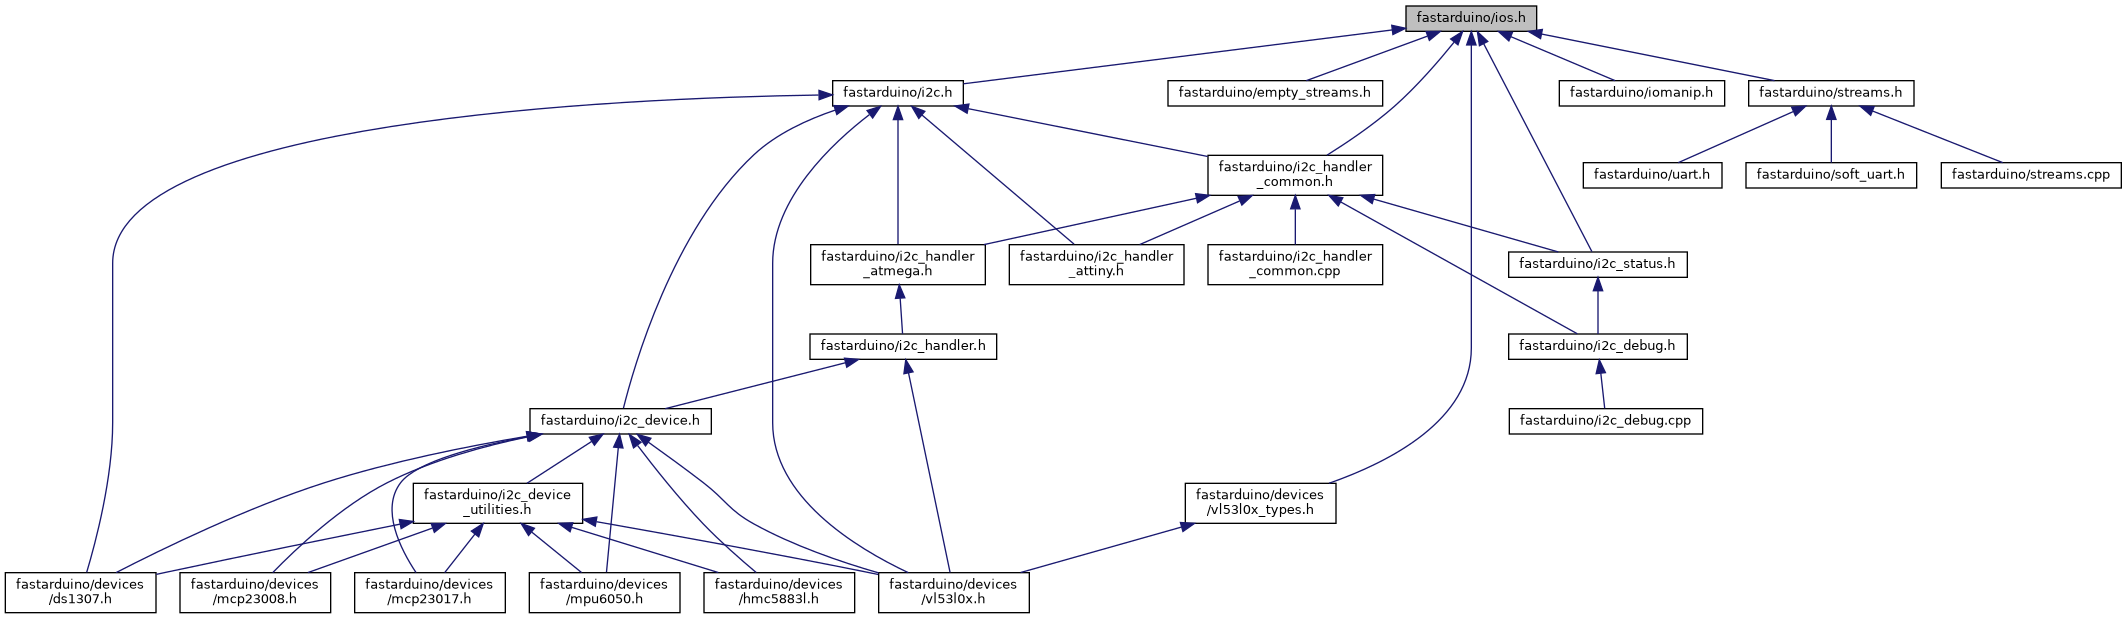 fastarduino/ios.h
fastarduino/i2c.h
fastarduino/empty_streams.h
fastarduino/iomanip.h
fastarduino/streams.h
fastarduino/i2c_handler
_common.h
fastarduino/uart.h
fastarduino/soft_uart.h
fastarduino/streams.cpp
fastarduino/i2c_handler
_atmega.h
fastarduino/i2c_handler
_attiny.h
fastarduino/i2c_handler
_common.cpp
fastarduino/i2c_status.h
fastarduino/i2c_handler.h
fastarduino/i2c_debug.h
fastarduino/i2c_device.h
fastarduino/i2c_debug.cpp
fastarduino/i2c_device
_utilities.h
fastarduino/devices
/vl53l0x_types.h
fastarduino/devices
/ds1307.h
fastarduino/devices
/mcp23008.h
fastarduino/devices
/mcp23017.h
fastarduino/devices
/mpu6050.h
fastarduino/devices
/hmc5883l.h
fastarduino/devices
/vl53l0x.h